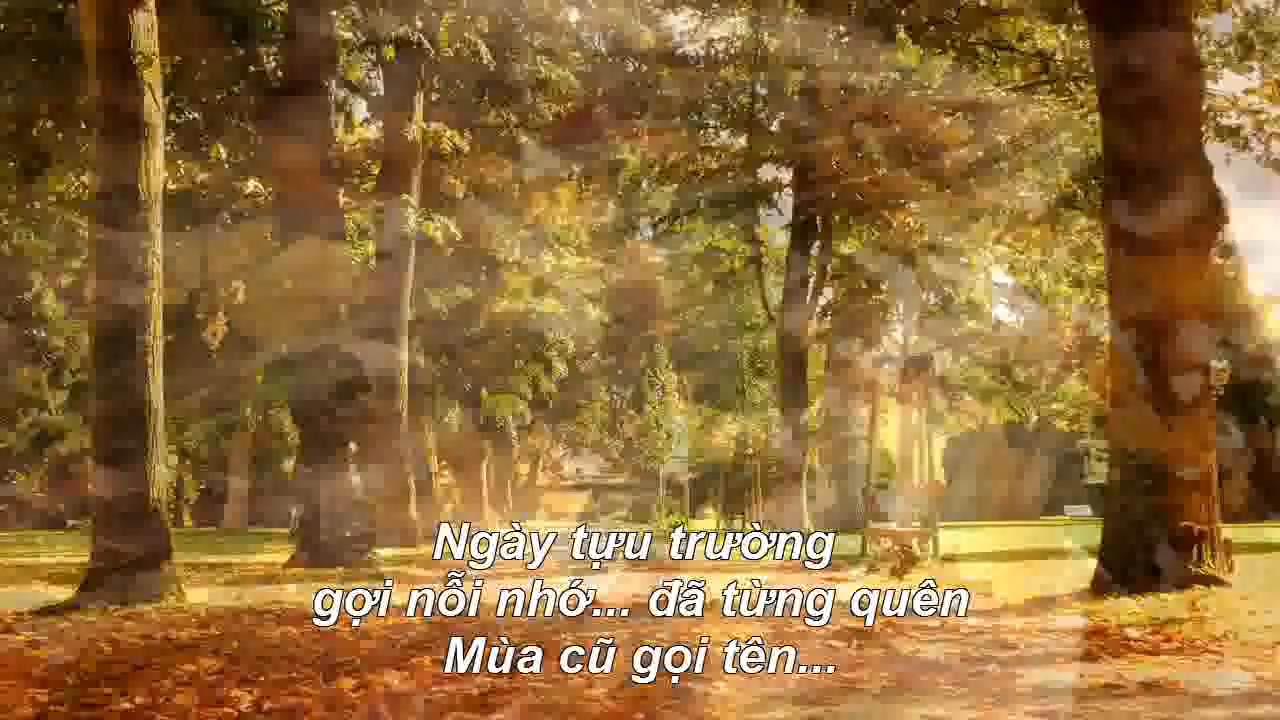 Ngày tựu trường
gợi nỗi nhớ... đã từng quên
Mùa cũ gọi tên...